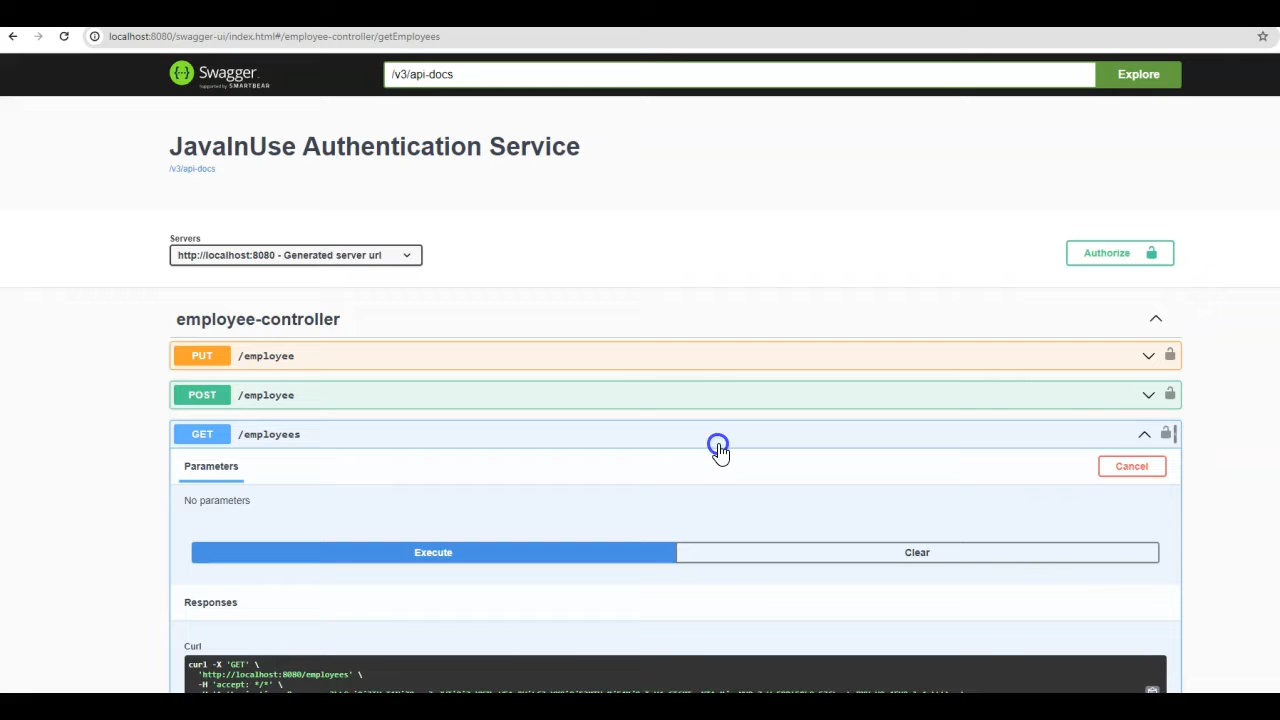 localhost:8080/swagger-ui/index.html#/employee-controller/getEmployees
Swagger.
Supported by SMARTBEAR
/v3/api-docs
Explore
JavaInUse Authentication Service
/v3/api-docs
Servers
http://localhost:8080 - Generated server url
Authorize
employee-controller
PUT /employee
POST /employee
GET /employees
Parameters
Cancel
No parameters
Execute
Clear
Responses
Curl
curl -X 'GET' \
'http://localhost:8080/employees' \
-H 'accept: */*' \